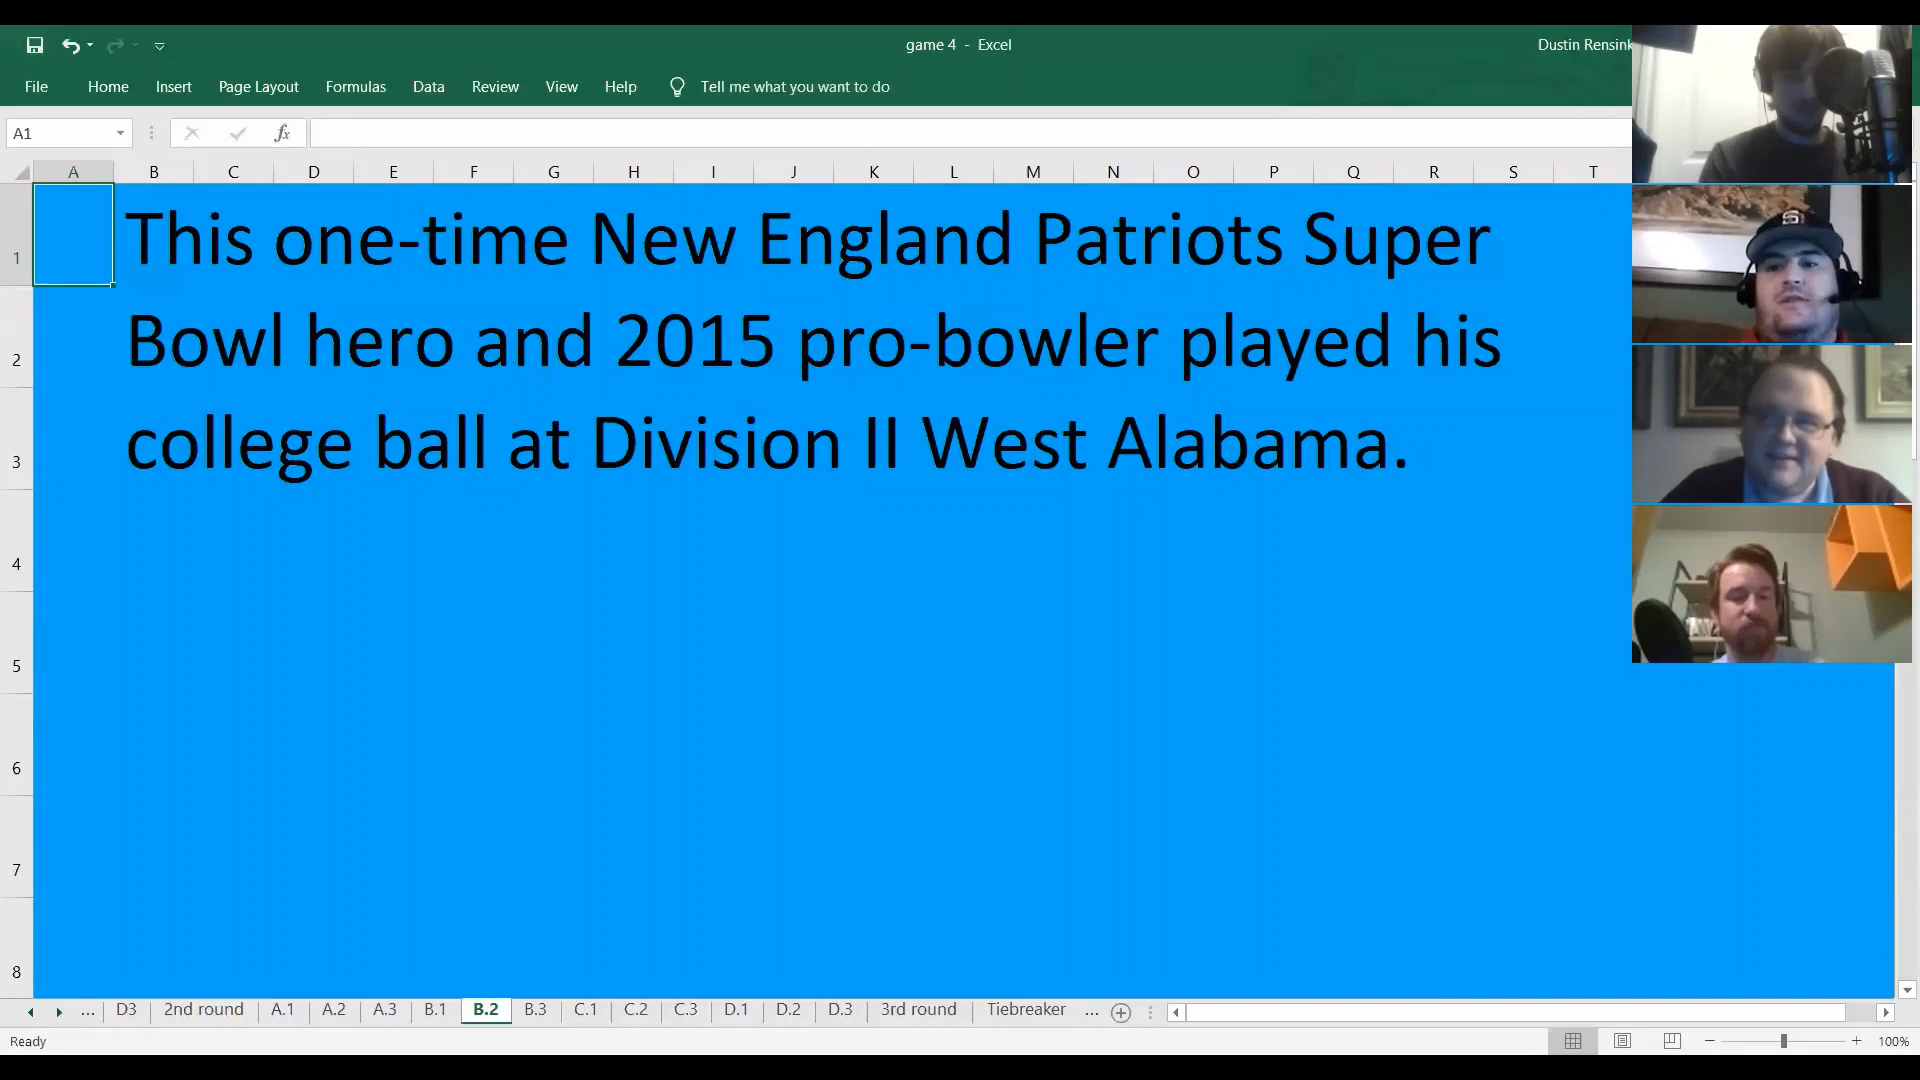 game 4 - Excel
Dustin Rensink
File Home Insert Page Layout Formulas Data Review View Help Tell me what you want to do
A1
fx
A B C D E F G H I J K L M N O P Q R S T
1
This one-time New England Patriots Super
2
Bowl hero and 2015 pro-bowler played his
3
college ball at Division II West Alabama.
4
5
6
7
8
... D3 2nd round A.1 A.2 A.3 B.1 B.2 B.3 C.1 C.2 C.3 D.1 D.2 D.3 3rd round Tiebreaker ...
Ready
100%